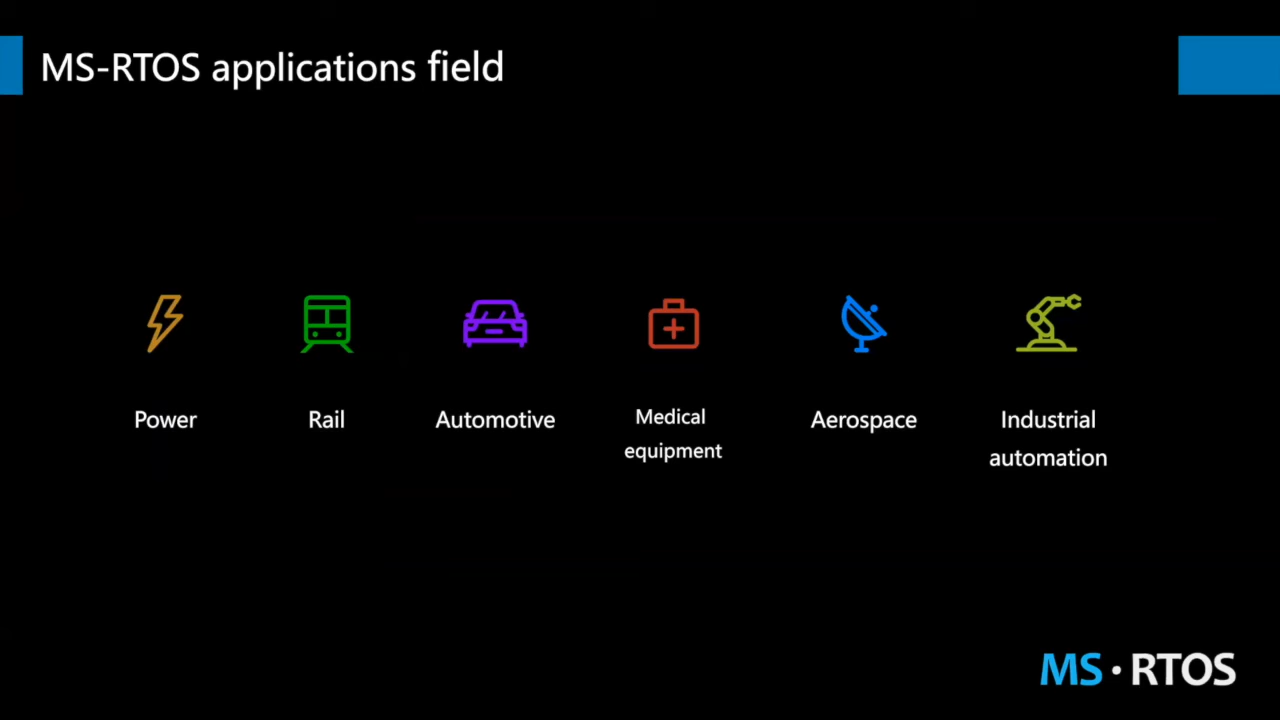 MS-RTOS applications field
Power
Rail
Automotive
Medical
equipment
Aerospace
Industrial
automation
MS·RTOS